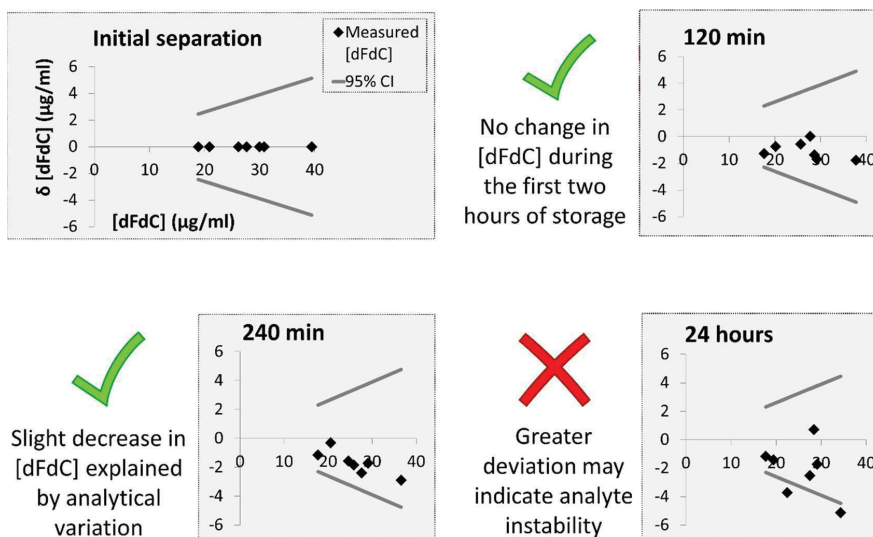 Initial separation
Measured
[dFdC]
95% CI
δ [dFdC] (µg/ml)
6
4
2
0
-2
-4
-6
0 10 20 30 40
[dFdC] (µg/ml)
No change in
[dFdC] during
the first two
hours of storage
120 min
6
4
2
0
-2
-4
-6
0 10 20 30 40
Slight decrease in
[dFdC] explained
by analytical
variation
240 min
6
4
2
0
-2
-4
-6
0 10 20 30 40
Greater
deviation may
indicate analyte
instability
24 hours
6
4
2
0
-2
-4
-6
0 10 20 30 40